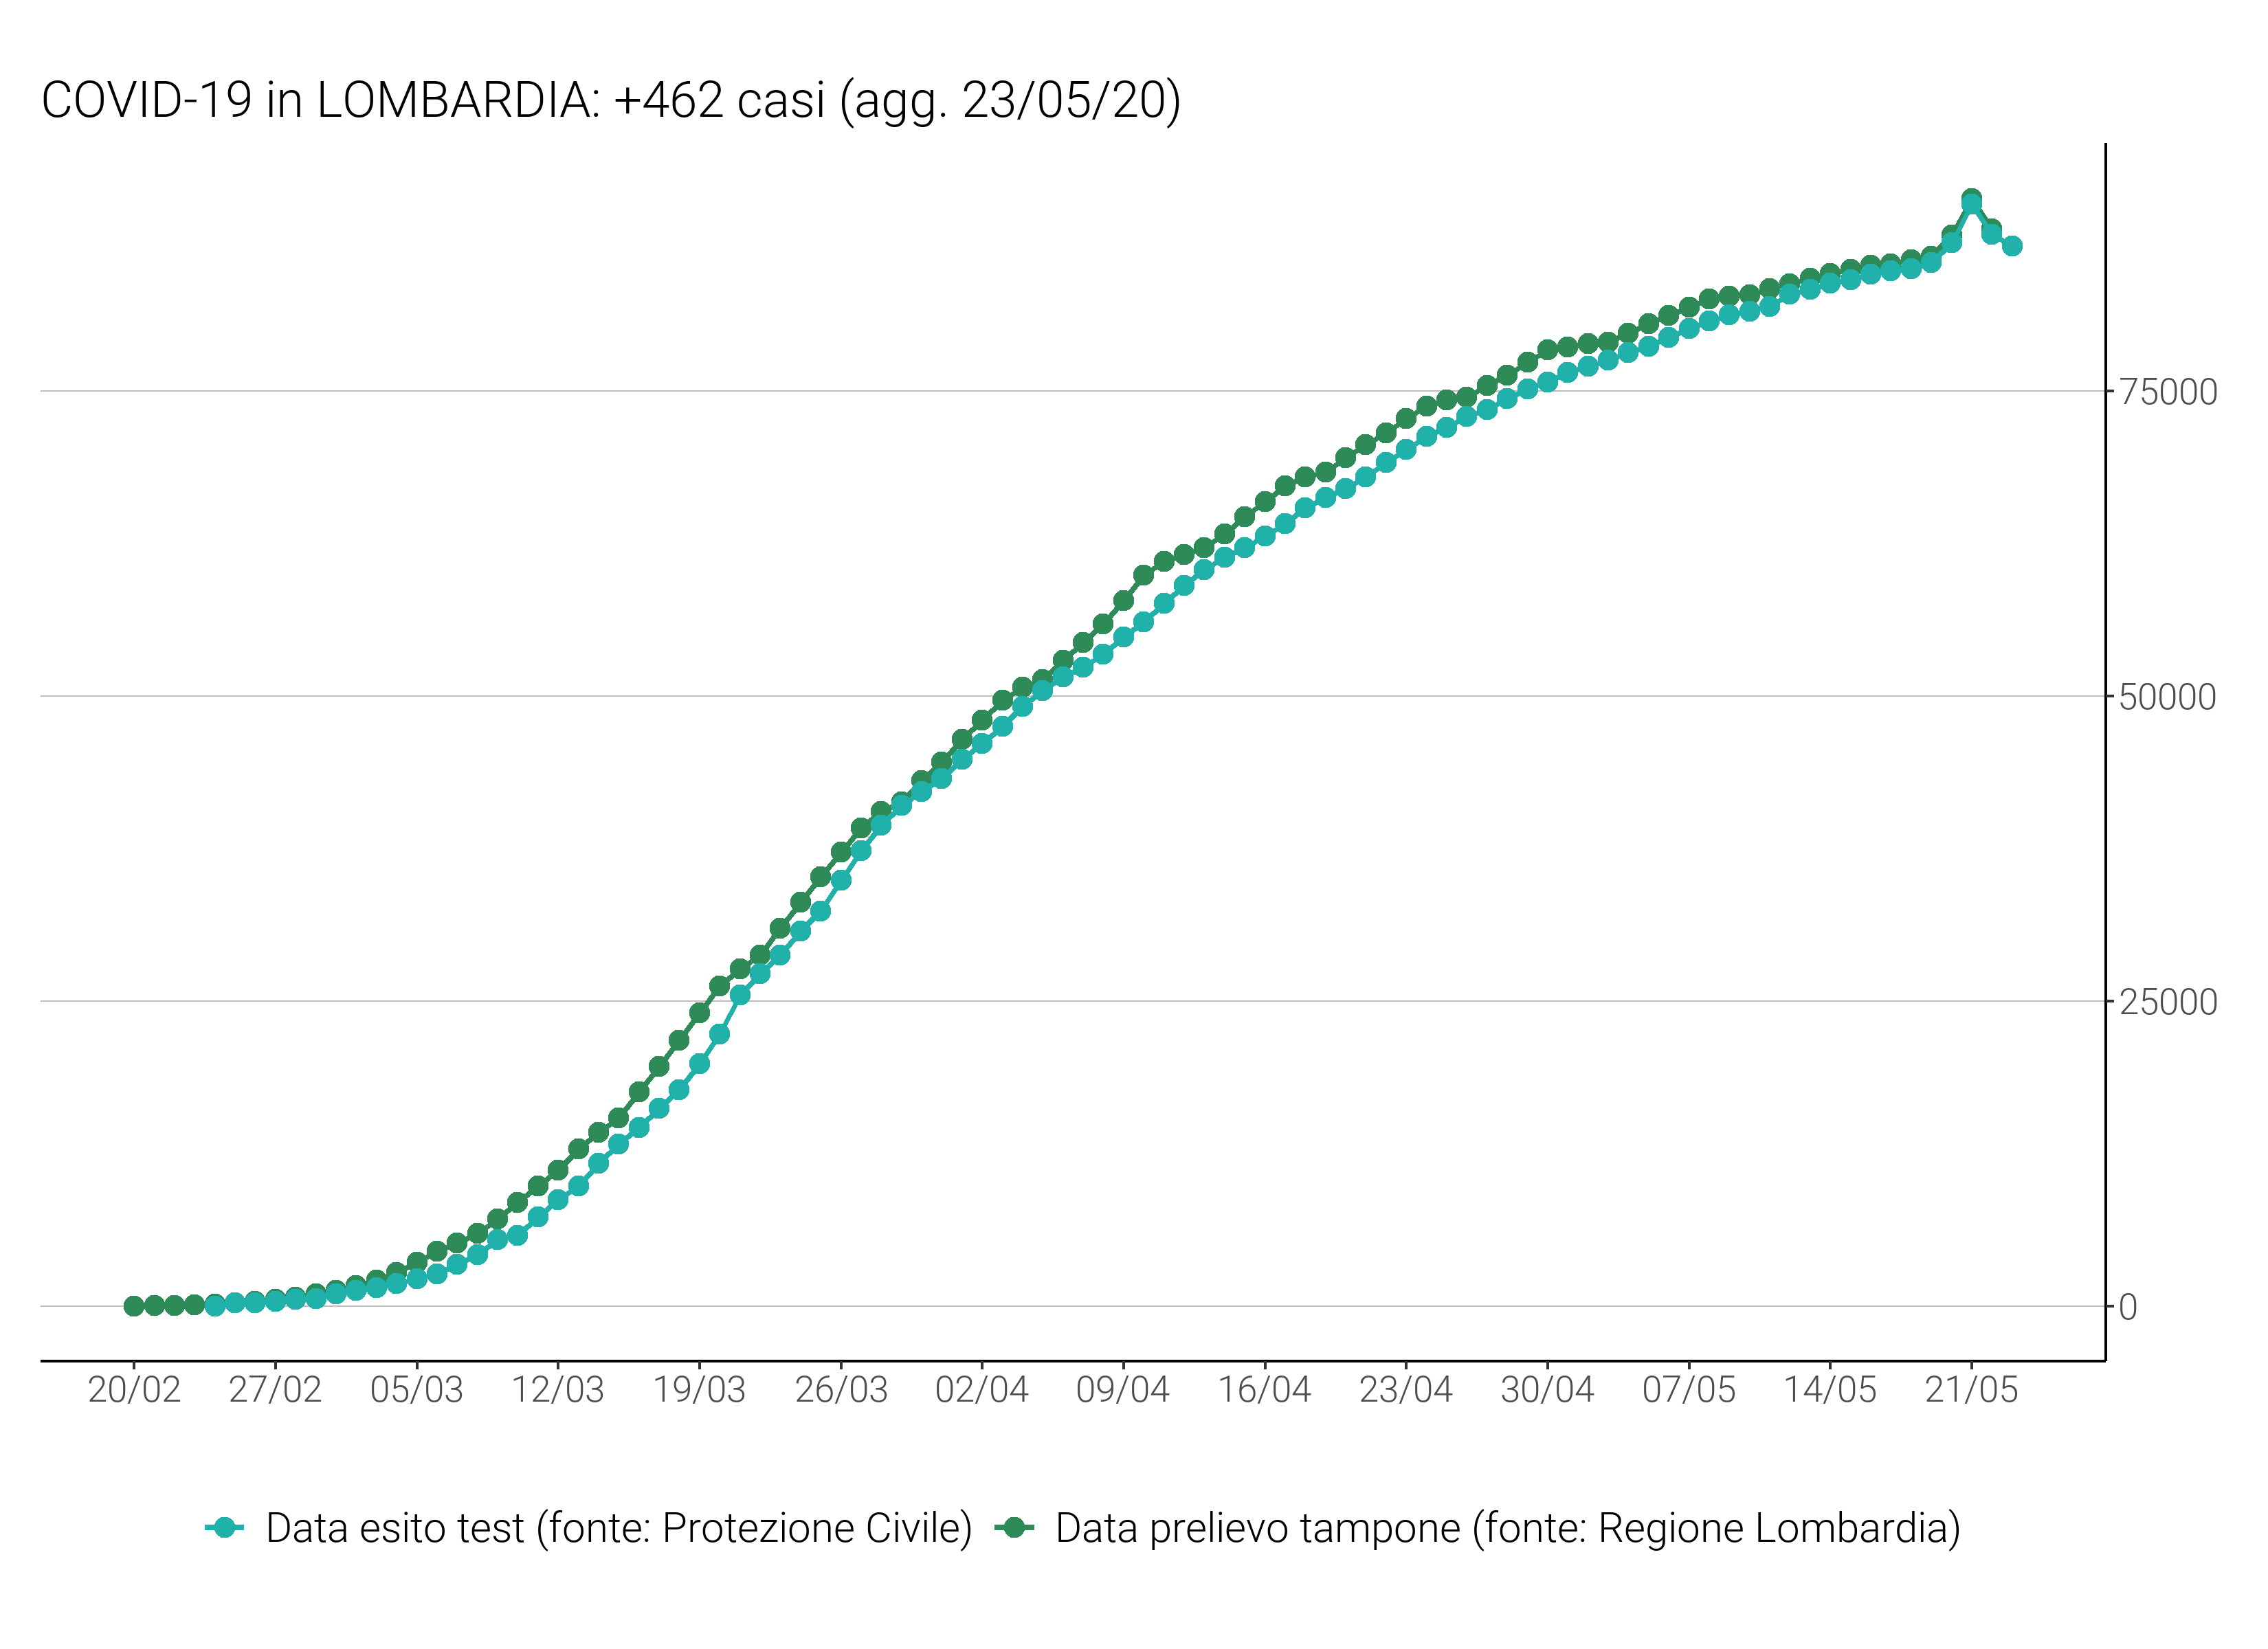 COVID-19 in LOMBARDIA: +462 casi (agg. 23/05/20)
75000
50000
25000
0
20/02 27/02 05/03 12/03 19/03 26/03 02/04 09/04 16/04 23/04 30/04 07/05 14/05 21/05
Data esito test (fonte: Protezione Civile) Data prelievo tampone (fonte: Regione Lombardia)